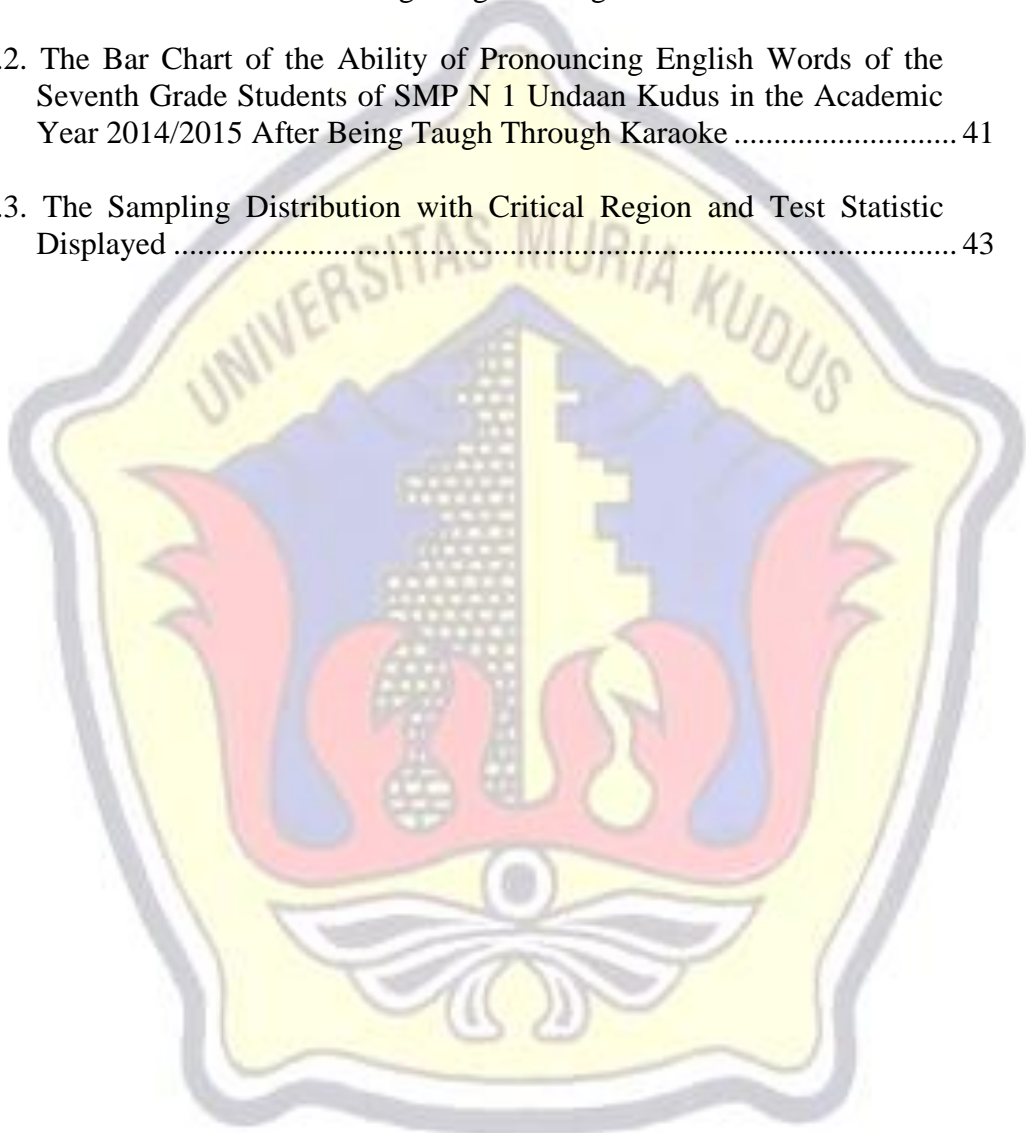 .2. The Bar Chart of the Ability of Pronouncing English Words of the
Seventh Grade Students of SMP N 1 Undaan Kudus in the Academic
Year 2014/2015 After Being Taugh Through Karaoke ............................ 41
.3. The Sampling Distribution with Critical Region and Test Statistic
Displayed .................................................................................................. 43
UNIVERSITAS MURIA KUDUS